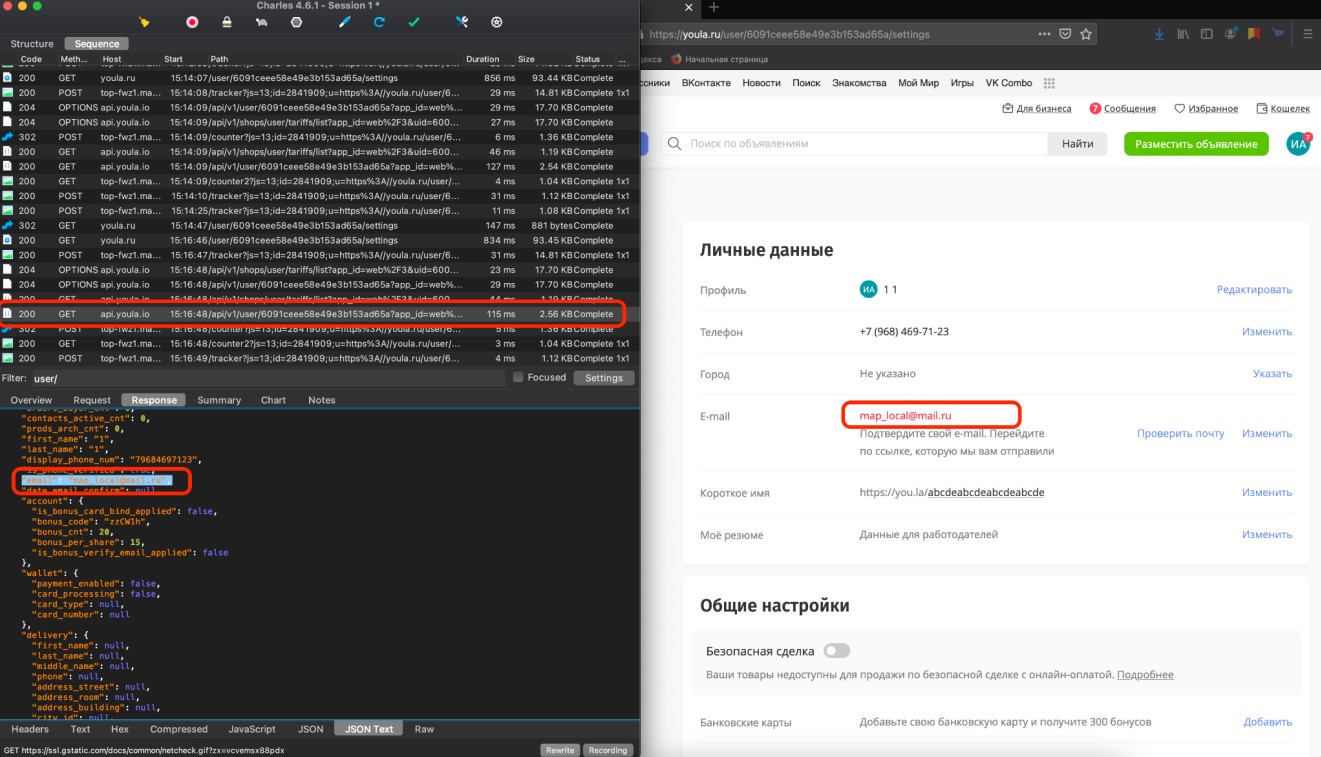 Charles 4.6.1 - Session 1 *
Structure Sequence
Code Meth... Host Start Path Duration Size Status ...
200 GET youla.ru 15:14:07 /user/6091ceee58e49e3b153ad65a/settings 856 ms 93.44 KB Complete
200 POST top-fwz1.ma... 15:14:08 /tracker?js=13;id=2841909;u=https%3A//youla.ru/user/6... 29 ms 14.81 KB Complete 1x1
204 OPTIONS api.youla.io 15:14:09 /api/v1/shops/user/tariffs/list?app_id=web%2F3&uid=600... 29 ms 17.70 KB Complete
204 OPTIONS api.youla.io 15:14:09 /api/v1/shops/user/tariffs/list?app_id=web%2F3&uid=600... 27 ms 17.70 KB Complete
302 POST top-fwz1.ma... 15:14:09 /counter?js=13;id=2841909;u=https%3A//youla.ru/user/6... 6 ms 1.36 KB Complete
200 GET api.youla.io 15:14:09 /api/v1/shops/user/tariffs/list?app_id=web%2F3&uid=600... 46 ms 1.19 KB Complete
200 GET api.youla.io 15:14:09 /api/v1/user/6091ceee58e49e3b153ad65a?app_id=web%... 127 ms 2.54 KB Complete
200 GET top-fwz1.ma... 15:14:09 /counter2?js=13;id=2841909;u=https%3A//youla.ru/user/... 4 ms 1.04 KB Complete 1x1
200 POST top-fwz1.ma... 15:14:10 /tracker?js=13;id=2841909;u=https%3A//youla.ru/user/6... 31 ms 1.12 KB Complete 1x1
200 POST top-fwz1.ma... 15:14:25 /tracker?js=13;id=2841909;u=https%3A//youla.ru/user/6... 11 ms 1.08 KB Complete 1x1
302 GET youla.ru 15:14:47 /user/6091ceee58e49e3b153ad65a/settings 147 ms 881 bytes Complete
200 GET youla.ru 15:16:46 /user/6091ceee58e49e3b153ad65a/settings 834 ms 93.45 KB Complete
200 POST top-fwz1.ma... 15:16:47 /tracker?js=13;id=2841909;u=https%3A//youla.ru/user/6... 31 ms 14.81 KB Complete 1x1
204 OPTIONS api.youla.io 15:16:48 /api/v1/shops/user/tariffs/list?app_id=web%2F3&uid=600... 23 ms 17.70 KB Complete
204 OPTIONS api.youla.io 15:16:48 /api/v1/shops/user/tariffs/list?app_id=web%2F3&uid=600... 29 ms 17.70 KB Complete
200 GET api.youla.io 15:16:48 /api/v1/shops/user/tariffs/list?app_id=web%2F3&uid=600... 44 ms 1.19 KB Complete
200 GET api.youla.io 15:16:48 /api/v1/user/6091ceee58e49e3b153ad65a?app_id=web%... 115 ms 2.56 KB Complete
302 POST top-fwz1.ma... 15:16:48 /counter?js=13;id=2841909;u=https%3A//youla.ru/user/6... 5 ms 1.36 KB Complete
200 GET top-fwz1.ma... 15:16:48 /counter2?js=13;id=2841909;u=https%3A//youla.ru/user/... 3 ms 1.04 KB Complete 1x1
200 POST top-fwz1.ma... 15:16:49 /tracker?js=13;id=2841909;u=https%3A//youla.ru/user/6... 4 ms 1.12 KB Complete 1x1
Filter: user/ Focused Settings
Overview Request Response Summary Chart Notes
"contacts_active_cnt": 0,
"prods_arch_cnt": 0,
"first_name": "1",
"last_name": "1",
"display_phone_num": "79684697123",
"is_phone_verified": true,
"email": "map_local@mail.ru",
"date_email_confirm": null,
"account": {
"is_bonus_card_bind_applied": false,
"bonus_code": "zzCW1h",
"bonus_cnt": 20,
"bonus_per_share": 15,
"is_bonus_verify_email_applied": false
},
"wallet": {
"payment_enabled": false,
"card_processing": false,
"card_type": null,
"card_number": null
},
"delivery": {
"first_name": null,
"last_name": null,
"middle_name": null,
"phone": null,
"address_street": null,
"address_room": null,
"address_building": null,
"city_id": null,
Headers Text Hex Compressed JavaScript JSON JSON Text Raw
GET https://ssl.gstatic.com/docs/common/netcheck.gif?zx=vcvemsx88pdx Rewrite Recording
https://youla.ru/user/6091ceee58e49e3b153ad65a/settings
Начальная страница
ВКонтакте Новости Поиск Знакомства Мой Мир Игры VK Combo
Для бизнеса 7 Сообщения Избранное Кошелек
Поиск по объявлениям Найти Разместить объявление ИА 7
Личные данные
Профиль ИА 1 1 Редактировать
Телефон +7 (968) 469-71-23 Изменить
Город Не указано Указать
E-mail map_local@mail.ru
Подтвердите свой e-mail. Перейдите Проверить почту Изменить
по ссылке, которую мы вам отправили
Короткое имя https://you.la/abcdeabcdeabcdeabcde Изменить
Моё резюме Данные для работодателей Изменить
Общие настройки
Безопасная сделка
Ваши товары недоступны для продажи по безопасной сделке с онлайн-оплатой. Подробнее
Банковские карты Добавьте свою банковскую карту и получите 300 бонусов Добавить